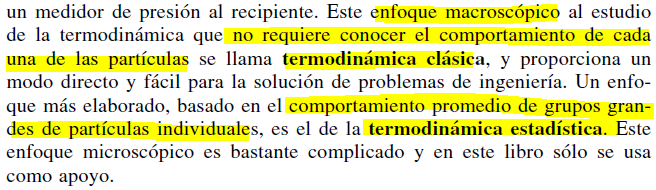 un medidor de presión al recipiente. Este enfoque macroscópico al estudio
de la termodinámica que no requiere conocer el comportamiento de cada
una de las partículas se llama termodinámica clásica, y proporciona un
modo directo y fácil para la solución de problemas de ingeniería. Un enfo-
que más elaborado, basado en el comportamiento promedio de grupos gran-
des de partículas individuales, es el de la termodinámica estadística. Este
enfoque microscópico es bastante complicado y en este libro sólo se usa
como apoyo.